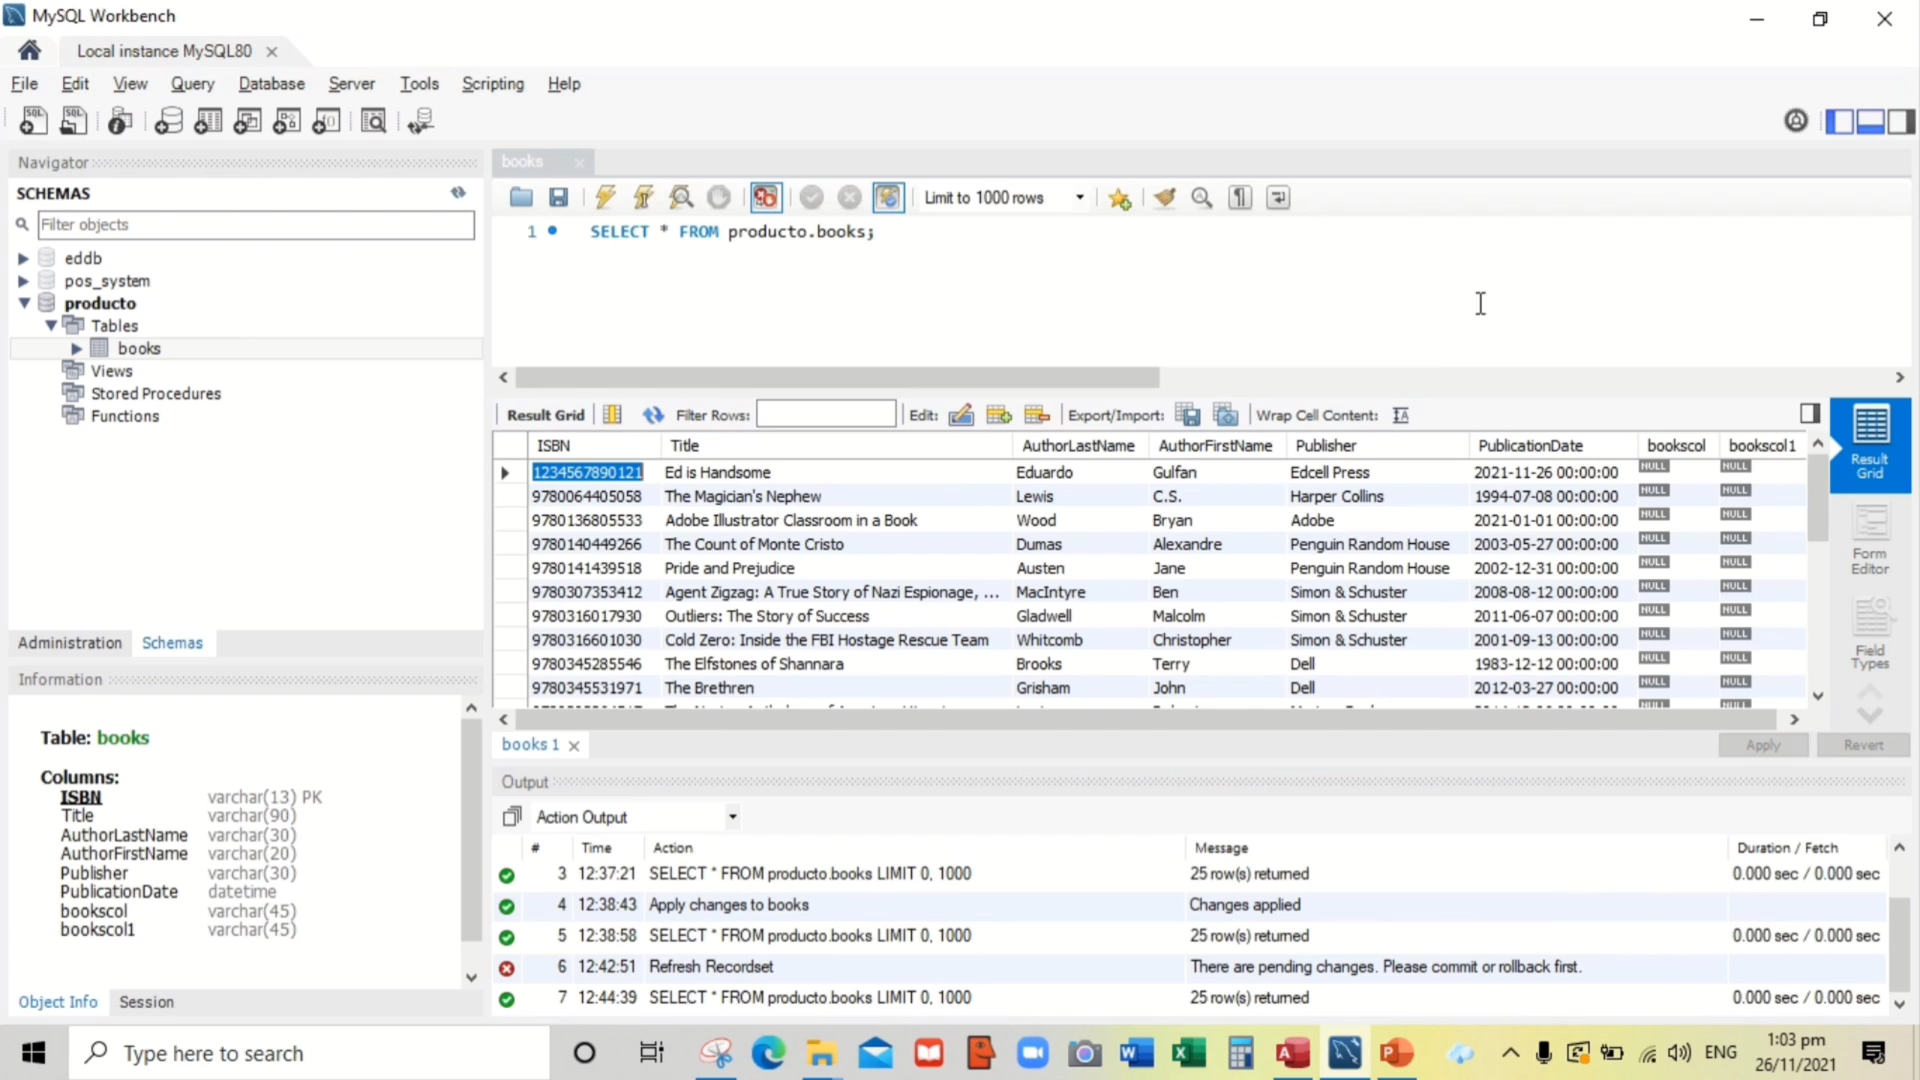 MySQL Workbench
Local instance MySQL80
File Edit View Query Database Server Tools Scripting Help
Navigator
SCHEMAS
Filter objects
eddb
pos_system
producto
Tables
books
Views
Stored Procedures
Functions
Administration Schemas
Information
Table: books
Columns:
ISBN varchar(13) PK
Title varchar(90)
AuthorLastName varchar(30)
AuthorFirstName varchar(20)
Publisher varchar(30)
PublicationDate datetime
bookscol varchar(45)
bookscol1 varchar(45)
Object Info Session
books
Limit to 1000 rows
1 SELECT * FROM producto.books;
Result Grid Filter Rows: Edit: Export/Import: Wrap Cell Content:
ISBN Title AuthorLastName AuthorFirstName Publisher PublicationDate bookscol bookscol1
1234567890121 Ed is Handsome Eduardo Gulfan Edcell Press 2021-11-26 00:00:00 NULL NULL
9780064405058 The Magician's Nephew Lewis C.S. Harper Collins 1994-07-08 00:00:00 NULL NULL
9780136805533 Adobe Illustrator Classroom in a Book Wood Bryan Adobe 2021-01-01 00:00:00 NULL NULL
9780140449266 The Count of Monte Cristo Dumas Alexandre Penguin Random House 2003-05-27 00:00:00 NULL NULL
9780141439518 Pride and Prejudice Austen Jane Penguin Random House 2002-12-31 00:00:00 NULL NULL
9780307353412 Agent Zigzag: A True Story of Nazi Espionage, ... MacIntyre Ben Simon & Schuster 2008-08-12 00:00:00 NULL NULL
9780316017930 Outliers: The Story of Success Gladwell Malcolm Simon & Schuster 2011-06-07 00:00:00 NULL NULL
9780316601030 Cold Zero: Inside the FBI Hostage Rescue Team Whitcomb Christopher Simon & Schuster 2001-09-13 00:00:00 NULL NULL
9780345285546 The Elfstones of Shannara Brooks Terry Dell 1983-12-12 00:00:00 NULL NULL
9780345531971 The Brethren Grisham John Dell 2012-03-27 00:00:00 NULL NULL
Result
Grid
Form
Editor
Field
Types
books 1
Apply Revert
Output
Action Output
# Time Action Message Duration / Fetch
3 12:37:21 SELECT * FROM producto.books LIMIT 0, 1000 25 row(s) returned 0.000 sec / 0.000 sec
4 12:38:43 Apply changes to books Changes applied
5 12:38:58 SELECT * FROM producto.books LIMIT 0, 1000 25 row(s) returned 0.000 sec / 0.000 sec
6 12:42:51 Refresh Recordset There are pending changes. Please commit or rollback first.
7 12:44:39 SELECT * FROM producto.books LIMIT 0, 1000 25 row(s) returned 0.000 sec / 0.000 sec
Type here to search
ENG
1:03 pm
26/11/2021